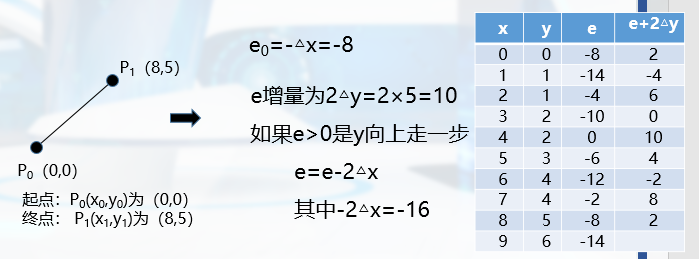 P₁（8,5）
P₀（0,0）
起点： P₀(x₀,y₀)为（0,0）
终点： P₁(x₁,y₁)为（8,5）
e₀=-△x=-8
e增量为2△y=2×5=10
如果e>0是y向上走一步
e=e-2△x
其中-2△x=-16
x y e e+2△y
0 0 -8 2
1 1 -14 -4
2 1 -4 6
3 2 -10 0
4 2 0 10
5 3 -6 4
6 4 -12 -2
7 4 -2 8
8 5 -8 2
9 6 -14